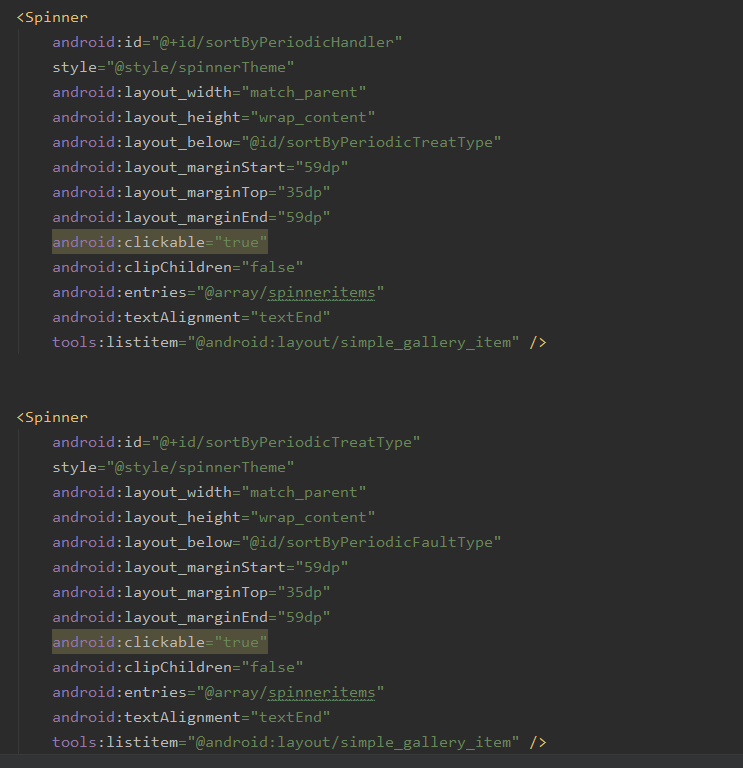 <Spinner
android:id="@+id/sortByPeriodicHandler"
style="@style/spinnerTheme"
android:layout_width="match_parent"
android:layout_height="wrap_content"
android:layout_below="@id/sortByPeriodicTreatType"
android:layout_marginStart="59dp"
android:layout_marginTop="35dp"
android:layout_marginEnd="59dp"
android:clickable="true"
android:clipChildren="false"
android:entries="@array/spinneritems"
android:textAlignment="textEnd"
tools:listitem="@android:layout/simple_gallery_item" />
<Spinner
android:id="@+id/sortByPeriodicTreatType"
style="@style/spinnerTheme"
android:layout_width="match_parent"
android:layout_height="wrap_content"
android:layout_below="@id/sortByPeriodicFaultType"
android:layout_marginStart="59dp"
android:layout_marginTop="35dp"
android:layout_marginEnd="59dp"
android:clickable="true"
android:clipChildren="false"
android:entries="@array/spinneritems"
android:textAlignment="textEnd"
tools:listitem="@android:layout/simple_gallery_item" />